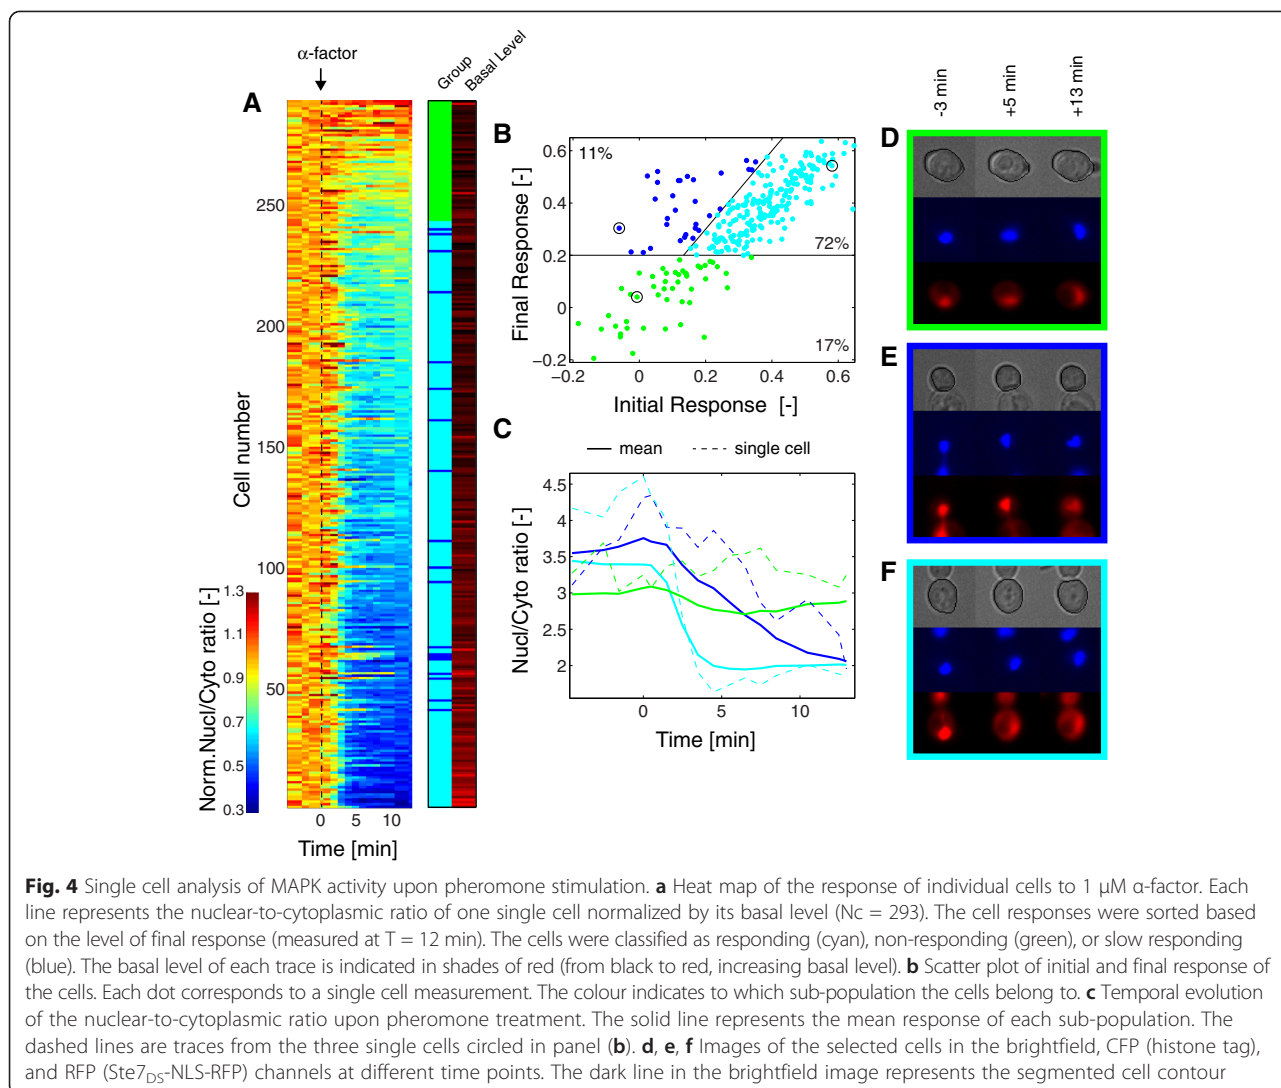 α-factor
Group
Basal Level
A
250
200
150
100
50
Cell number
Norm.Nucl/Cyto ratio [-]
1.3
1.1
0.9
0.7
0.5
0.3
0 5 10
Time [min]
B
11%
72%
17%
0.6
0.4
0.2
0
−0.2
Final Response [-]
−0.2 0 0.2 0.4 0.6
Initial Response [-]
C
mean single cell
4.5
4
3.5
3
2.5
2
Nucl/Cyto ratio [-]
0 5 10
Time [min]
-3 min
+5 min
+13 min
D
E
F
Fig. 4 Single cell analysis of MAPK activity upon pheromone stimulation. a Heat map of the response of individual cells to 1 μM α-factor. Each
line represents the nuclear-to-cytoplasmic ratio of one single cell normalized by its basal level (Nc = 293). The cell responses were sorted based
on the level of final response (measured at T = 12 min). The cells were classified as responding (cyan), non-responding (green), or slow responding
(blue). The basal level of each trace is indicated in shades of red (from black to red, increasing basal level). b Scatter plot of initial and final response of
the cells. Each dot corresponds to a single cell measurement. The colour indicates to which sub-population the cells belong to. c Temporal evolution
of the nuclear-to-cytoplasmic ratio upon pheromone treatment. The solid line represents the mean response of each sub-population. The
dashed lines are traces from the three single cells circled in panel (b). d, e, f Images of the selected cells in the brightfield, CFP (histone tag),
and RFP (Ste7DS-NLS-RFP) channels at different time points. The dark line in the brightfield image represents the segmented cell contour